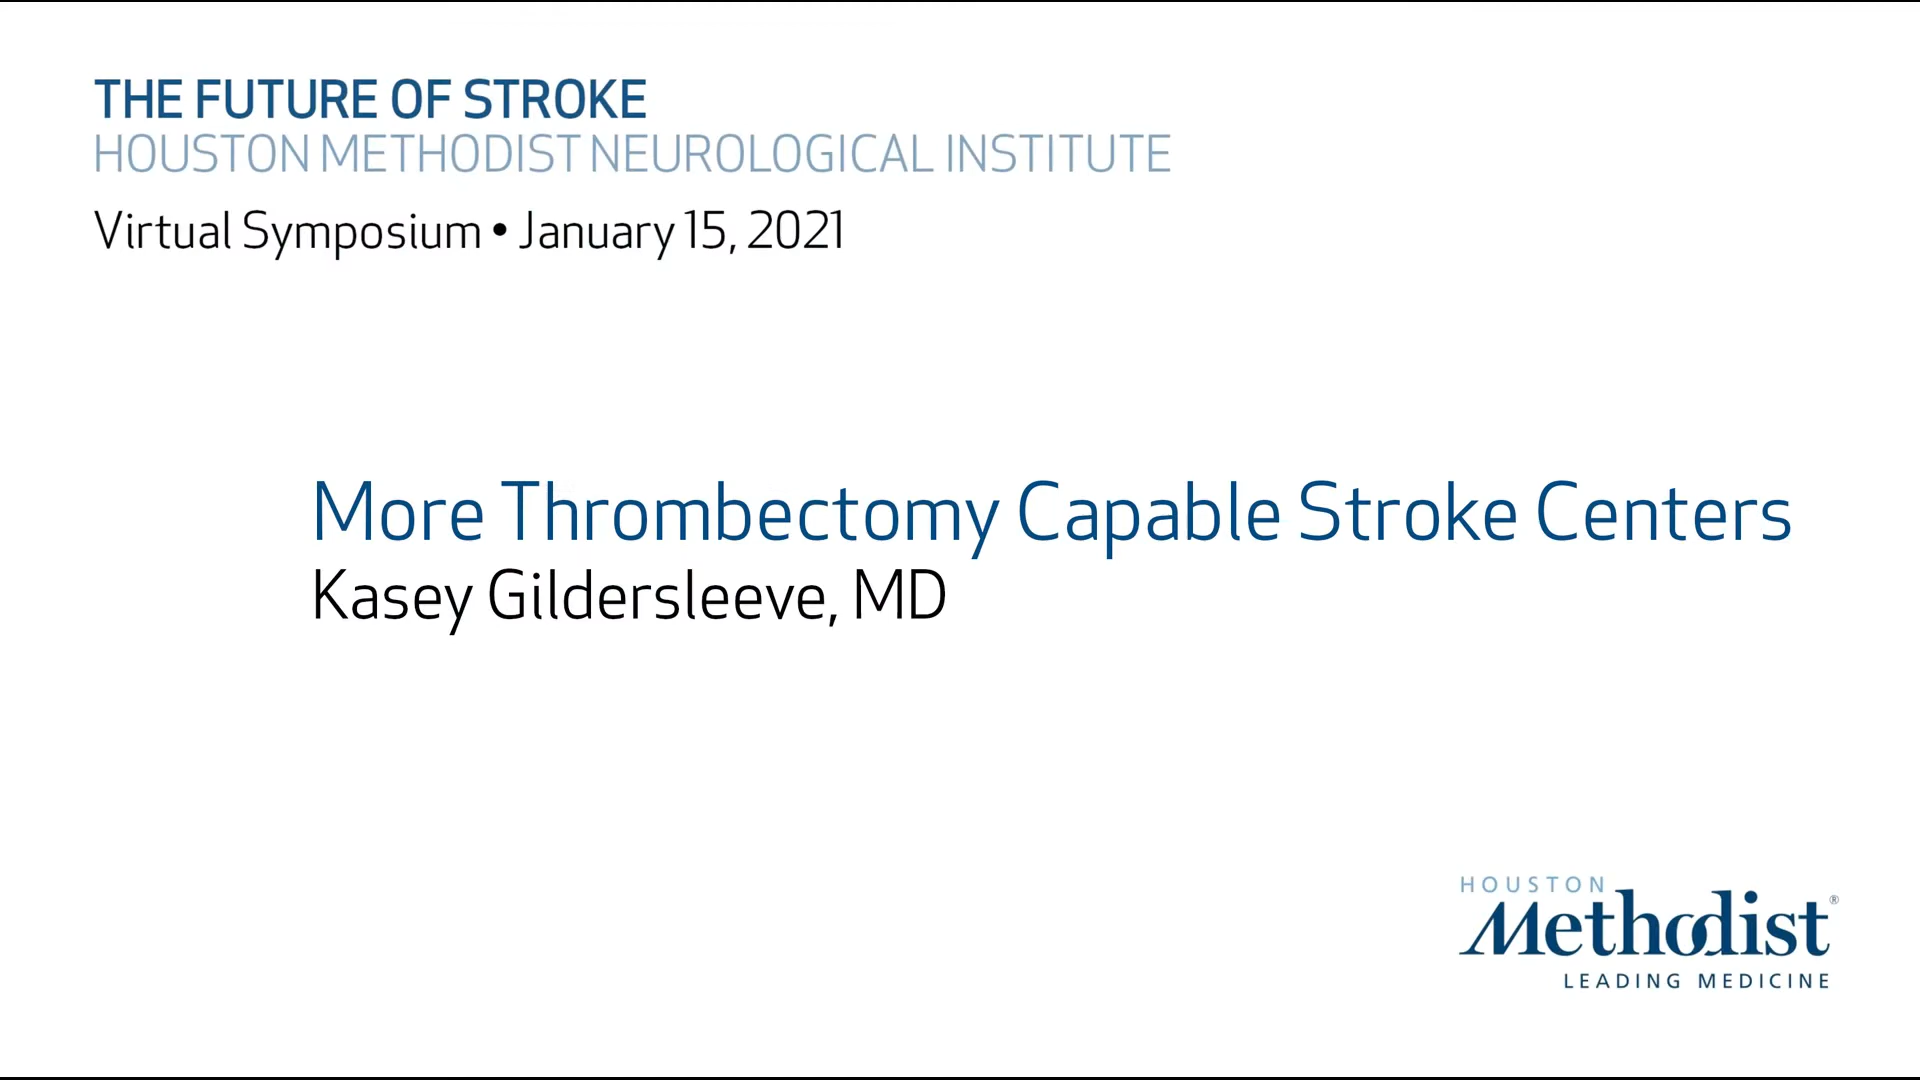 THE FUTURE OF STROKE
HOUSTON METHODIST NEUROLOGICAL INSTITUTE
Virtual Symposium • January 15, 2021
More Thrombectomy Capable Stroke Centers
Kasey Gildersleeve, MD
HOUSTON
Methodist®
LEADING MEDICINE